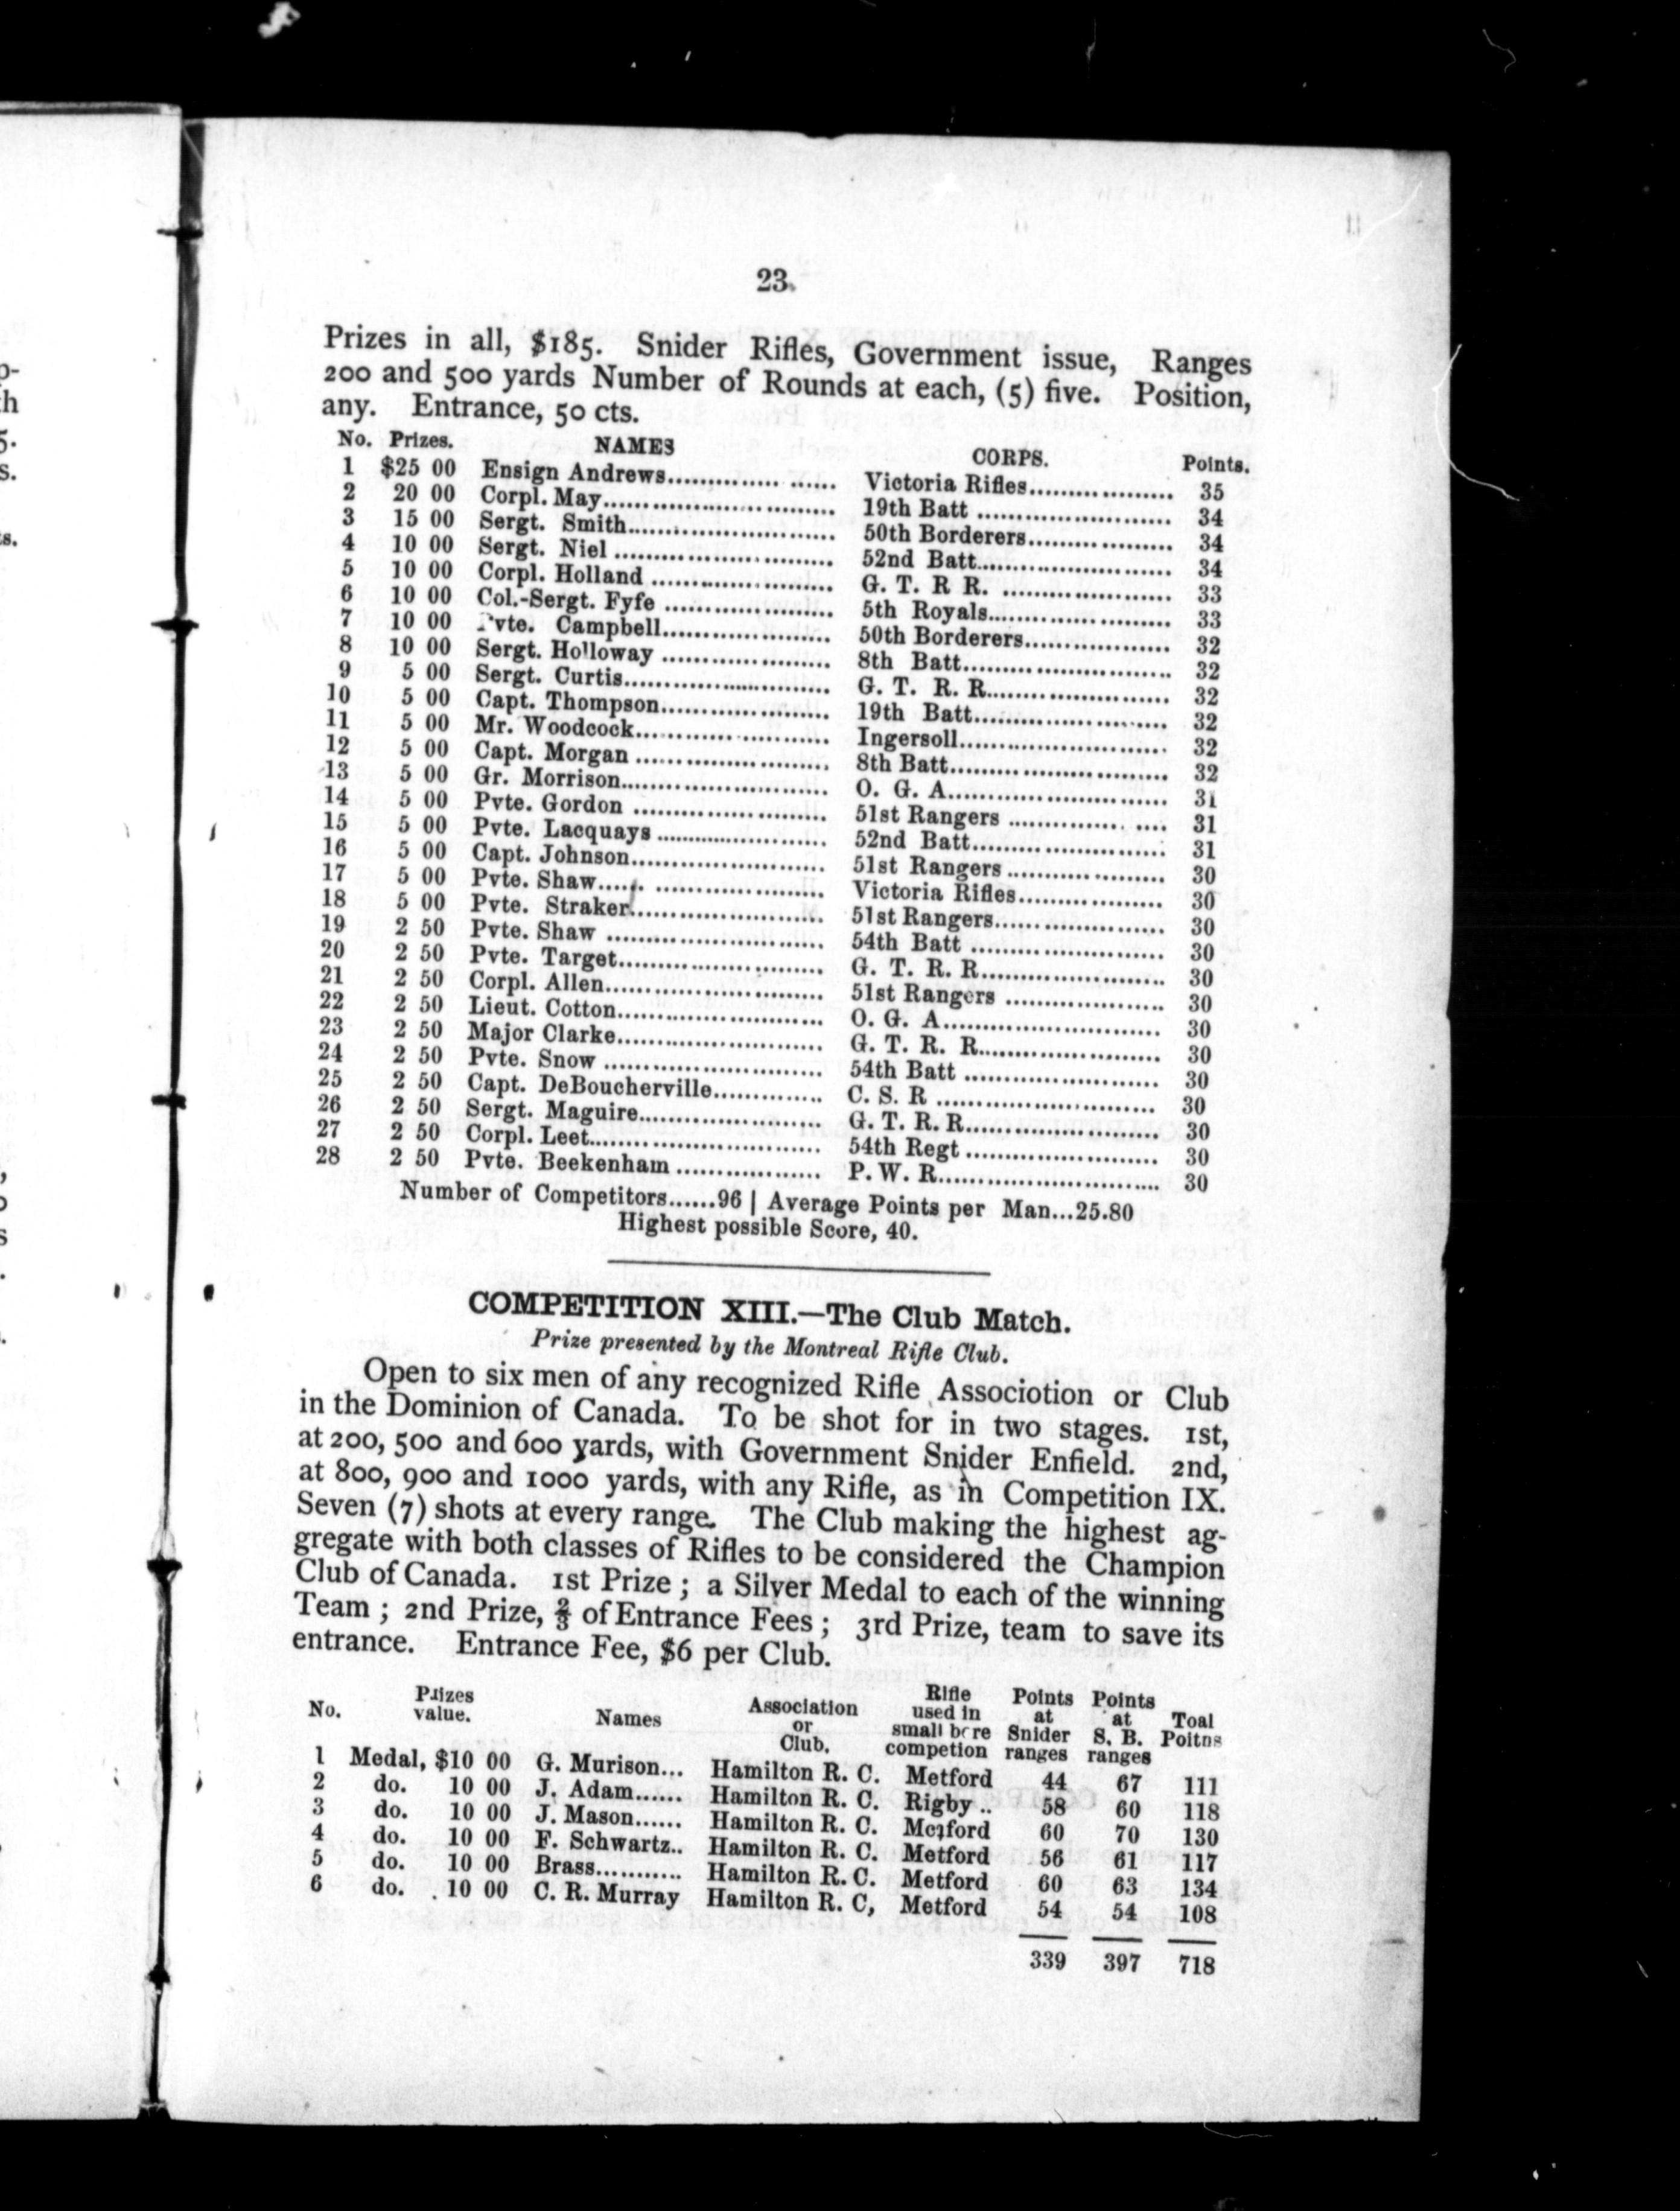 23.
Prizes in all, $185. Snider Rifles, Government issue, Ranges
200 and 500 yards Number of Rounds at each, (5) five. Position,
any. Entrance, 50 cts.
No. Prizes. NAMES CORPS. Points.
1 $25 00 Ensign Andrews.................... Victoria Rifles.................. 35
2 20 00 Corpl. May.................... 19th Batt .................... 34
3 15 00 Sergt. Smith.................... 50th Borderers.................. 34
4 10 00 Sergt. Niel .................... 52nd Batt.................... 34
5 10 00 Corpl. Holland .................... G. T. R R. .................... 33
6 10 00 Col.-Sergt. Fyfe .................... 5th Royals.................... 33
7 10 00 Pvte. Campbell.................... 50th Borderers.................. 32
8 10 00 Sergt. Holloway .................... 8th Batt.................... 32
9 5 00 Sergt. Curtis.................... G. T. R. R.................... 32
10 5 00 Capt. Thompson.................... 19th Batt.................... 32
11 5 00 Mr. Woodcock.................... Ingersoll.................... 32
12 5 00 Capt. Morgan .................... 8th Batt.................... 32
13 5 00 Gr. Morrison.................... O. G. A.................... 31
14 5 00 Pvte. Gordon .................... 51st Rangers .................... 31
15 5 00 Pvte. Lacquays .................... 52nd Batt.................... 31
16 5 00 Capt. Johnson.................... 51st Rangers .................... 30
17 5 00 Pvte. Shaw.................... Victoria Rifles.................. 30
18 5 00 Pvte. Straker.................... 51st Rangers.................... 30
19 2 50 Pvte. Shaw .................... 54th Batt .................... 30
20 2 50 Pvte. Target.................... G. T. R. R.................... 30
21 2 50 Corpl. Allen.................... 51st Rangers .................... 30
22 2 50 Lieut. Cotton.................... O. G. A.................... 30
23 2 50 Major Clarke.................... G. T. R. R.................... 30
24 2 50 Pvte. Snow .................... 54th Batt .................... 30
25 2 50 Capt. DeBoucherville............. C. S. R .................... 30
26 2 50 Sergt. Maguire.................... G. T. R. R.................... 30
27 2 50 Corpl. Leet.................... 54th Regt .................... 30
28 2 50 Pvte. Beekenham .................. P. W. R.................... 30
Number of Competitors......96 | Average Points per Man...25.80
Highest possible Score, 40.
COMPETITION XIII.—The Club Match.
Prize presented by the Montreal Rifle Club.
Open to six men of any recognized Rifle Associotion or Club
in the Dominion of Canada. To be shot for in two stages. 1st,
at 200, 500 and 600 yards, with Government Snider Enfield. 2nd,
at 800, 900 and 1000 yards, with any Rifle, as in Competition IX.
Seven (7) shots at every range. The Club making the highest ag-
gregate with both classes of Rifles to be considered the Champion
Club of Canada. 1st Prize ; a Silver Medal to each of the winning
Team ; 2nd Prize, ⅔ of Entrance Fees ; 3rd Prize, team to save its
entrance. Entrance Fee, $6 per Club.
No. Prizes value. Names Association or Club. Rifle used in small bore competion Points at Snider ranges Points at S. B. ranges Toal Poitns
1 Medal, $10 00 G. Murison... Hamilton R. C. Metford 44 67 111
2 do. 10 00 J. Adam...... Hamilton R. C. Rigby .. 58 60 118
3 do. 10 00 J. Mason...... Hamilton R. C. Metford 60 70 130
4 do. 10 00 F. Schwartz.. Hamilton R. C. Metford 56 61 117
5 do. 10 00 Brass........... Hamilton R. C. Metford 60 63 134
6 do. 10 00 C. R. Murray Hamilton R. C, Metford 54 54 108
339 397 718